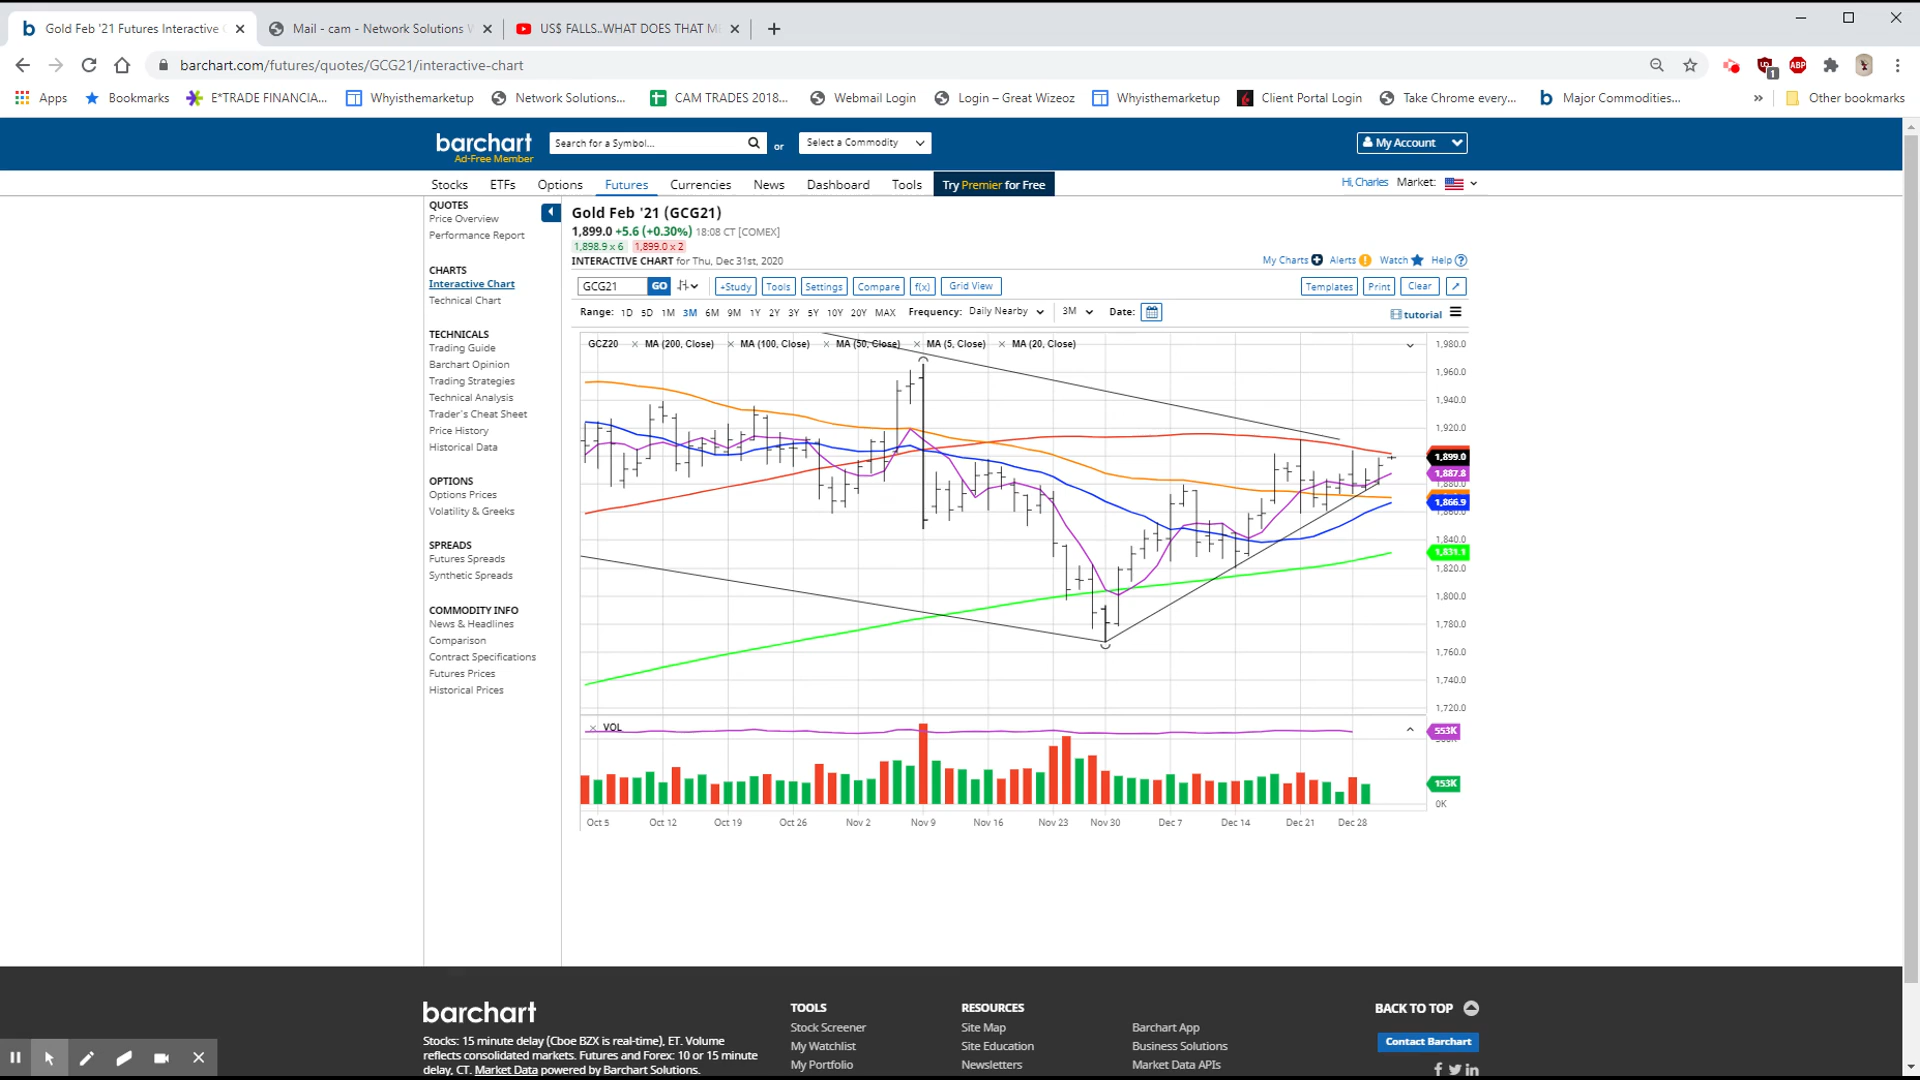 Gold Feb '21 Futures Interactive
Mail - cam - Network Solutions
US$ FALLS..WHAT DOES THAT
barchart.com/futures/quotes/GCG21/interactive-chart
1
ABP
Apps
Bookmarks
E*TRADE FINANCIA...
Whyisthemarketup
Network Solutions...
CAM TRADES 2018...
Webmail Login
Login – Great Wizeoz
Whyisthemarketup
Client Portal Login
Take Chrome every...
Major Commodities...
»
Other bookmarks
barchart
Ad-Free Member
Search for a Symbol...
or
Select a Commodity
My Account
Stocks ETFs Options Futures Currencies News Dashboard Tools Try Premier for Free
Hi, Charles Market:
QUOTES
Price Overview
Performance Report
CHARTS
Interactive Chart
Technical Chart
TECHNICALS
Trading Guide
Barchart Opinion
Trading Strategies
Technical Analysis
Trader's Cheat Sheet
Price History
Historical Data
OPTIONS
Options Prices
Volatility & Greeks
SPREADS
Futures Spreads
Synthetic Spreads
COMMODITY INFO
News & Headlines
Comparison
Contract Specifications
Futures Prices
Historical Prices
Gold Feb '21 (GCG21)
1,899.0 +5.6 (+0.30%) 18:08 CT [COMEX]
1,898.9 x 6 1,899.0 x 2
INTERACTIVE CHART for Thu, Dec 31st, 2020
My Charts Alerts Watch Help
GCG21 GO +Study Tools Settings Compare f(x) Grid View
Templates Print Clear
Range: 1D 5D 1M 3M 6M 9M 1Y 2Y 3Y 5Y 10Y 20Y MAX Frequency: Daily Nearby 3M Date:
tutorial
GCZ20 × MA (200, Close) × MA (100, Close) × MA (50, Close) × MA (5, Close) × MA (20, Close)
1,980.0
1,960.0
1,940.0
1,920.0
1,899.0
1,887.8
1,880.0
1,866.9
1,860.0
1,840.0
1,831.1
1,820.0
1,800.0
1,780.0
1,760.0
1,740.0
1,720.0
× VOL
553K
153K
0K
Oct 5 Oct 12 Oct 19 Oct 26 Nov 2 Nov 9 Nov 16 Nov 23 Nov 30 Dec 7 Dec 14 Dec 21 Dec 28
barchart
Stocks: 15 minute delay (Cboe BZX is real-time), ET. Volume
reflects consolidated markets. Futures and Forex: 10 or 15 minute
delay, CT. Market Data powered by Barchart Solutions.
TOOLS
Stock Screener
My Watchlist
My Portfolio
RESOURCES
Site Map
Site Education
Newsletters
Barchart App
Business Solutions
Market Data APIs
BACK TO TOP
Contact Barchart